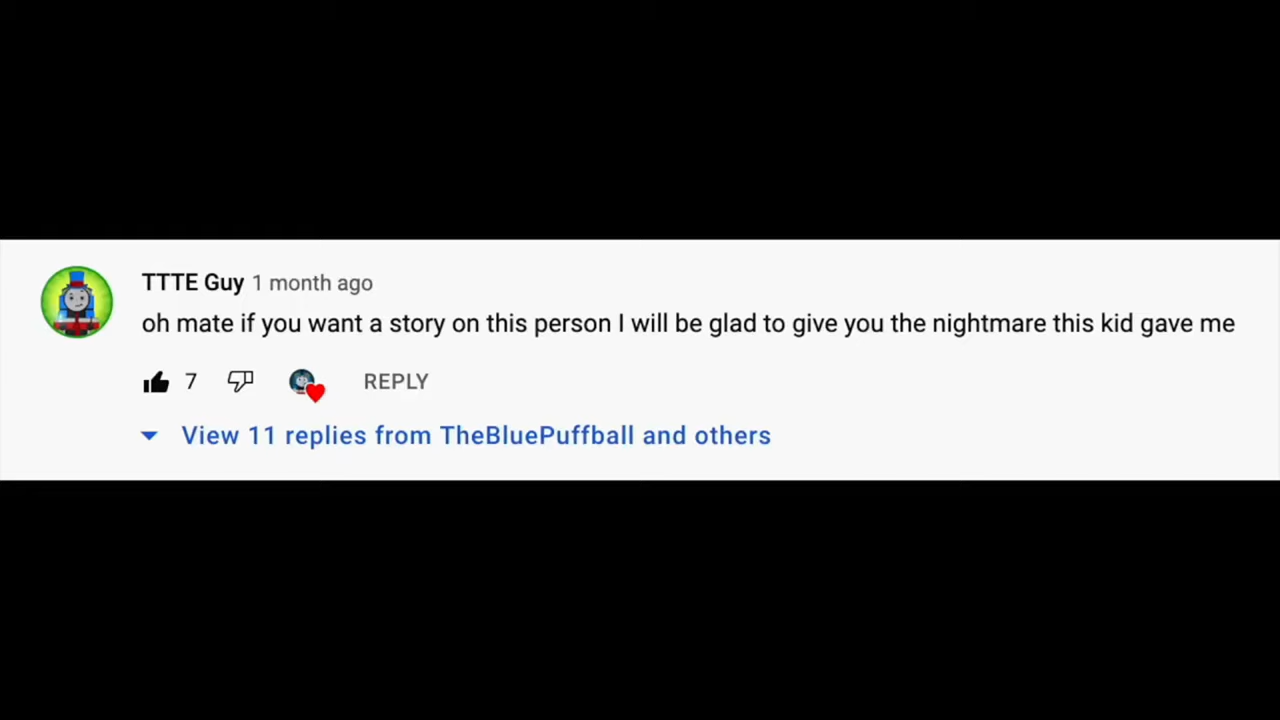 TTTE Guy 1 month ago
oh mate if you want a story on this person I will be glad to give you the nightmare this kid gave me
7 REPLY
View 11 replies from TheBluePuffball and others